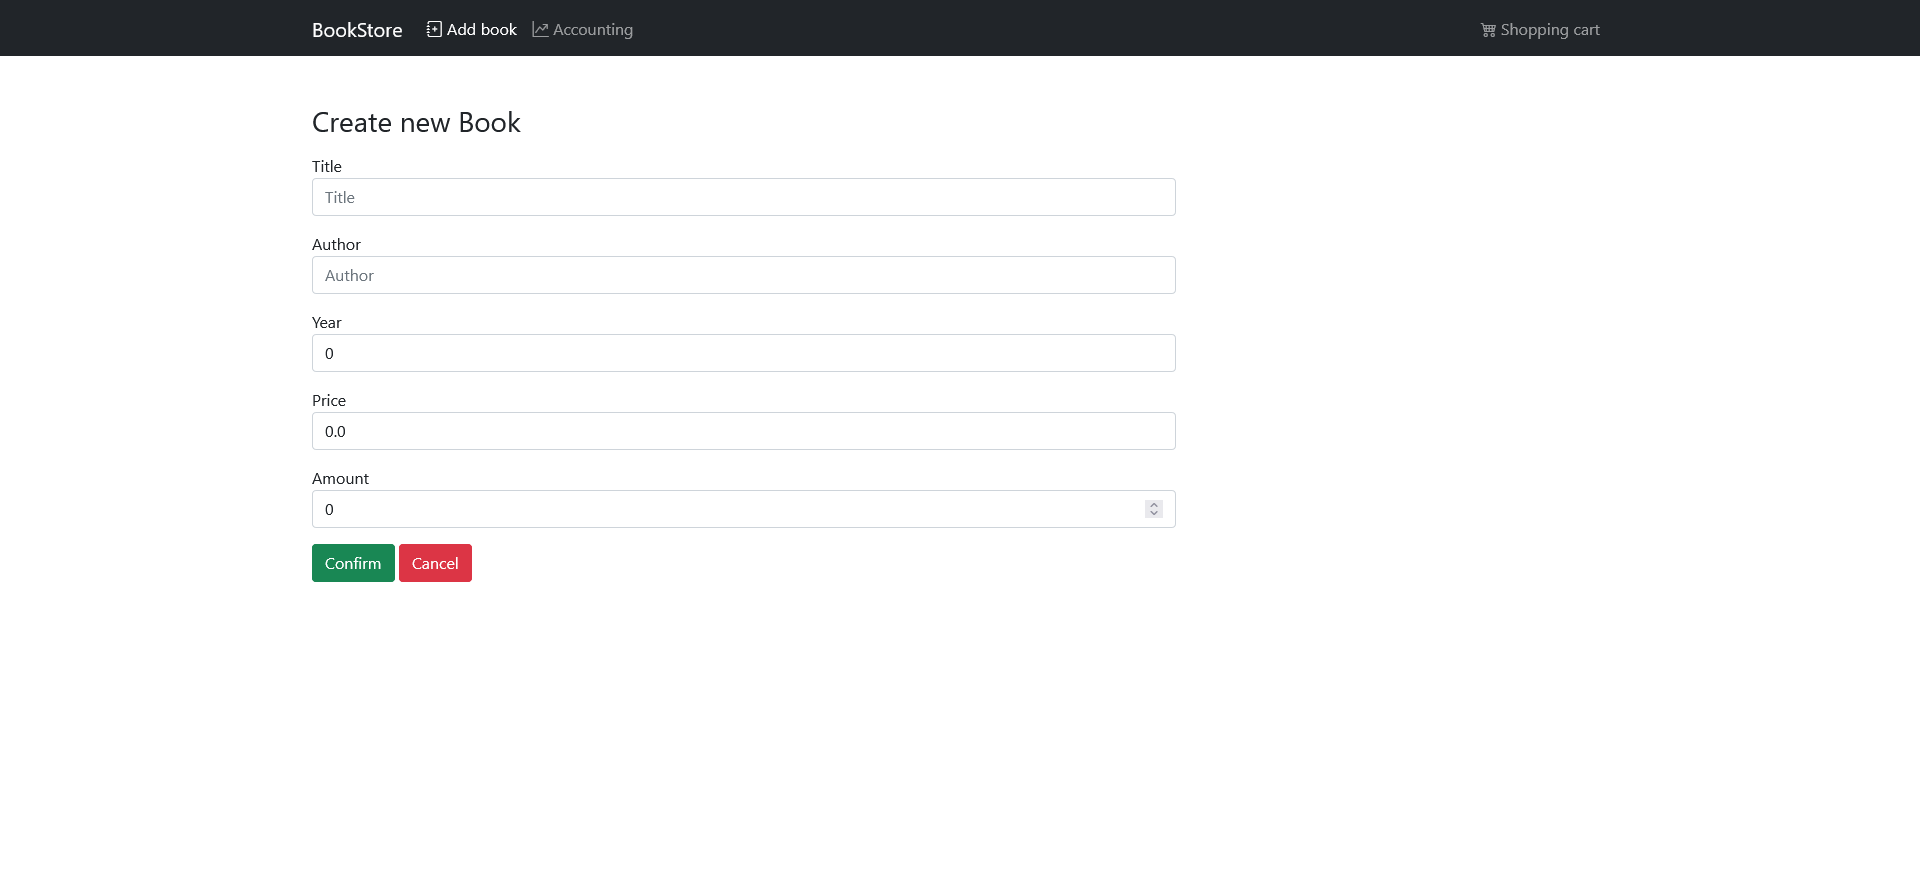 BookStore Add book Accounting Shopping cart
Create new Book
Title
Title
Author
Author
Year
0
Price
0.0
Amount
0
Confirm Cancel